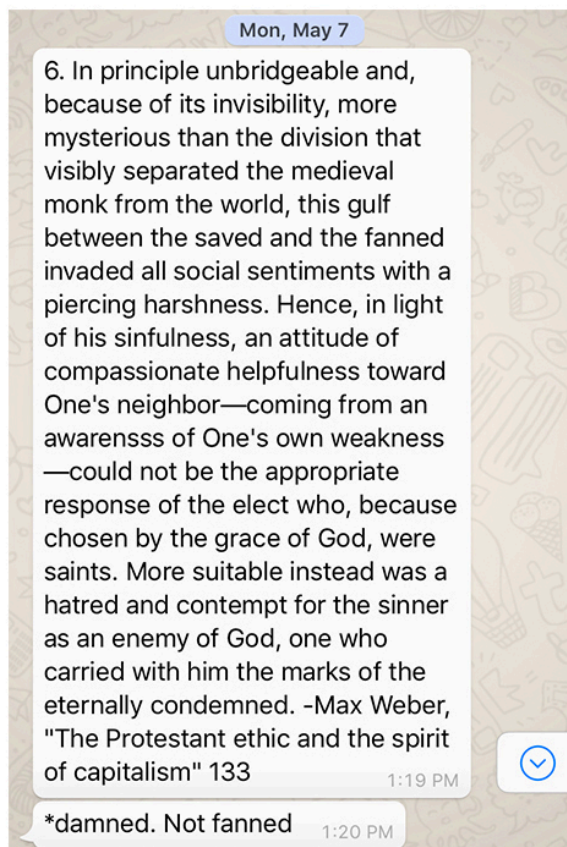 Mon, May 7
6. In principle unbridgeable and,
because of its invisibility, more
mysterious than the division that
visibly separated the medieval
monk from the world, this gulf
between the saved and the fanned
invaded all social sentiments with a
piercing harshness. Hence, in light
of his sinfulness, an attitude of
compassionate helpfulness toward
One's neighbor—coming from an
awarensss of One's own weakness
—could not be the appropriate
response of the elect who, because
chosen by the grace of God, were
saints. More suitable instead was a
hatred and contempt for the sinner
as an enemy of God, one who
carried with him the marks of the
eternally condemned. -Max Weber,
"The Protestant ethic and the spirit
of capitalism" 133 1:19 PM
*damned. Not fanned 1:20 PM